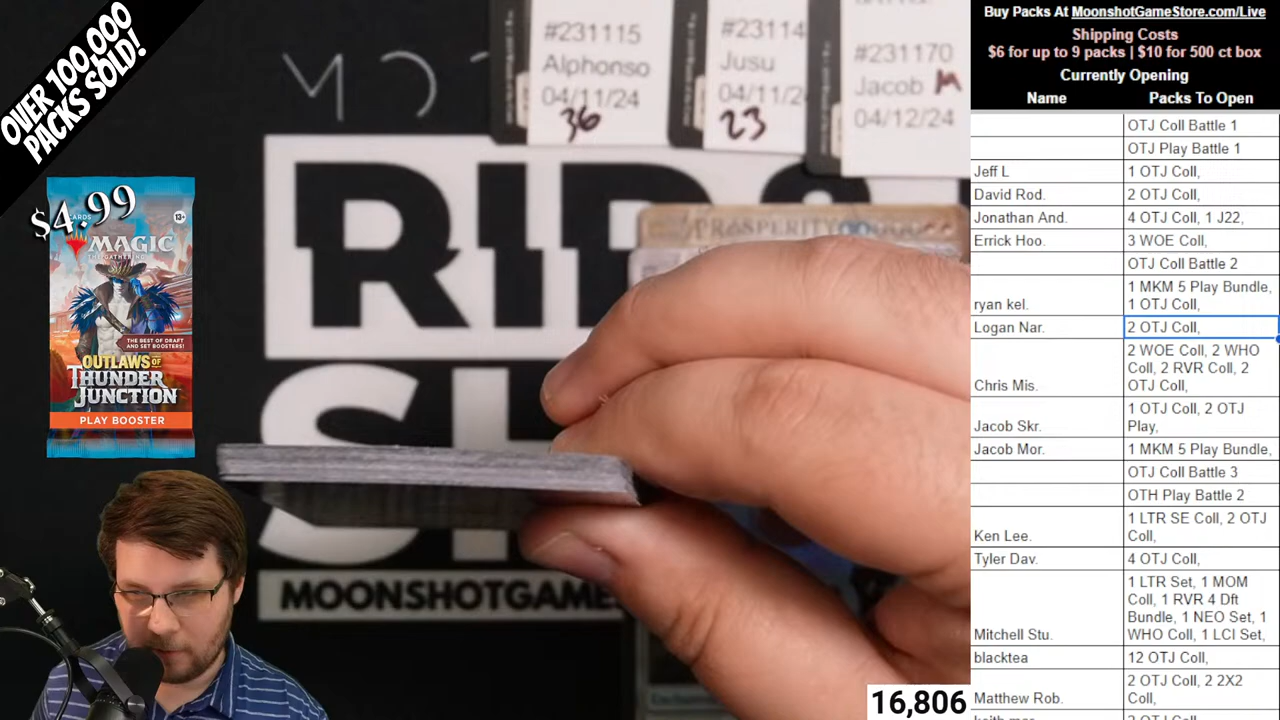 OVER 100,000
PACKS SOLD!
$4.99
CARDS
13+
MAGIC
THE GATHERING
THE BEST OF DRAFT
AND SET BOOSTERS!
OUTLAWS OF
THUNDER
JUNCTION
PLAY BOOSTER
#231115
Alphonso
04/11/24
36
#23114
Jusu
04/11/2
23
#231170
Jacob M
04/12/24
PROSPERITY
MOONSHOTGAMES
16,806
Buy Packs At MoonshotGameStore.com/Live
Shipping Costs
$6 for up to 9 packs | $10 for 500 ct box
Currently Opening
Name Packs To Open
OTJ Coll Battle 1
OTJ Play Battle 1
Jeff L 1 OTJ Coll,
David Rod. 2 OTJ Coll,
Jonathan And. 4 OTJ Coll, 1 J22,
Errick Hoo. 3 WOE Coll,
OTJ Coll Battle 2
1 MKM 5 Play Bundle,
ryan kel. 1 OTJ Coll,
Logan Nar. 2 OTJ Coll,
2 WOE Coll, 2 WHO
Coll, 2 RVR Coll, 2
Chris Mis. OTJ Coll,
1 OTJ Coll, 2 OTJ
Jacob Skr. Play,
Jacob Mor. 1 MKM 5 Play Bundle,
OTJ Coll Battle 3
OTH Play Battle 2
1 LTR SE Coll, 2 OTJ
Ken Lee. Coll,
Tyler Dav. 4 OTJ Coll,
1 LTR Set, 1 MOM
Coll, 1 RVR 4 Dft
Bundle, 1 NEO Set, 1
Mitchell Stu. WHO Coll, 1 LCI Set,
blacktea 12 OTJ Coll,
2 OTJ Coll, 2 2X2
Matthew Rob. Coll,